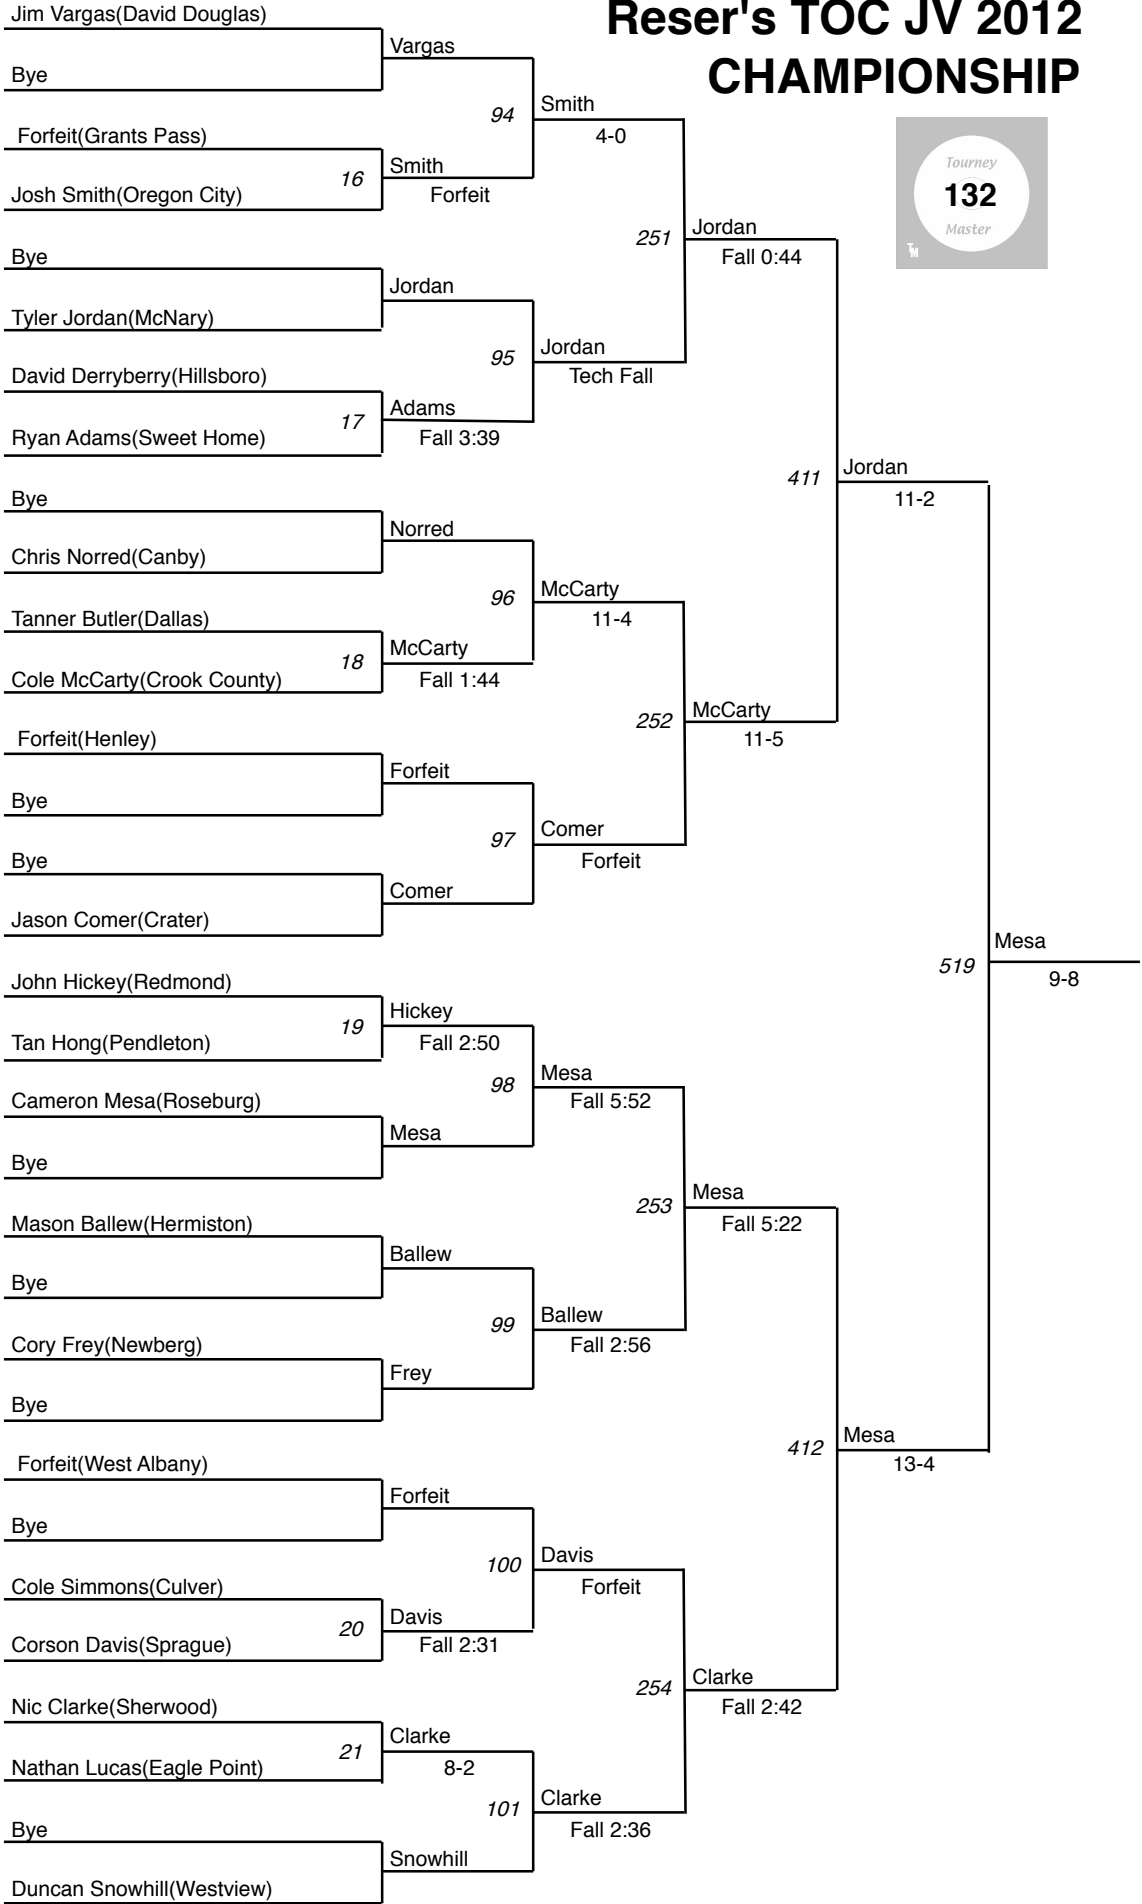 Reser's TOC JV 2012
CHAMPIONSHIP
Tourney
132
Master
TM
Jim Vargas(David Douglas)
Bye
Forfeit(Grants Pass)
16
Josh Smith(Oregon City)
Bye
Tyler Jordan(McNary)
David Derryberry(Hillsboro)
17
Ryan Adams(Sweet Home)
Bye
Chris Norred(Canby)
Tanner Butler(Dallas)
18
Cole McCarty(Crook County)
Forfeit(Henley)
Bye
Bye
Jason Comer(Crater)
John Hickey(Redmond)
19
Tan Hong(Pendleton)
Cameron Mesa(Roseburg)
Bye
Mason Ballew(Hermiston)
Bye
Cory Frey(Newberg)
Bye
Forfeit(West Albany)
Bye
Cole Simmons(Culver)
20
Corson Davis(Sprague)
Nic Clarke(Sherwood)
21
Nathan Lucas(Eagle Point)
Bye
Duncan Snowhill(Westview)
Vargas
94
Smith
Forfeit
Jordan
95
Adams
Fall 3:39
Norred
96
McCarty
Fall 1:44
Forfeit
97
Comer
Hickey
Fall 2:50
98
Mesa
Ballew
99
Frey
Forfeit
100
Davis
Fall 2:31
Clarke
8-2
101
Snowhill
Smith
4-0
251
Jordan
Tech Fall
McCarty
11-4
252
Comer
Forfeit
Mesa
Fall 5:52
253
Ballew
Fall 2:56
Davis
Forfeit
254
Clarke
Fall 2:36
Jordan
Fall 0:44
411
McCarty
11-5
Mesa
Fall 5:22
412
Clarke
Fall 2:42
Jordan
11-2
519
Mesa
13-4
Mesa
9-8